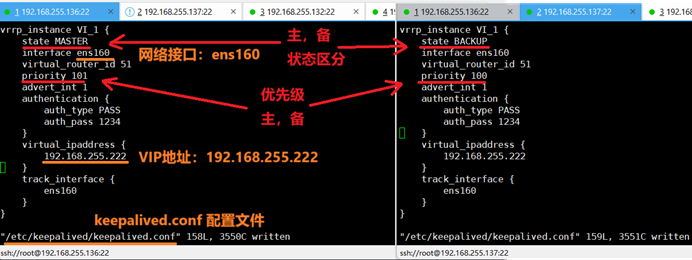 1 192.168.255.136:22
2 192.168.255.137:22
3 192.168.255.12:22
4 19
vrrp_instance VI_1 {
state MASTER
interface ens160
virtual_router_id 51
priority 101
advert_int 1
authentication {
auth_type PASS
auth_pass 1234
}
virtual_ipaddress {
192.168.255.222
}
track_interface {
ens160
}
}
"/etc/keepalived/keepalived.conf" 158L, 3550C written
ssh://root@192.168.255.136:22
网络接口：ens160
主，备
状态区分
优先级
主，备
VIP地址：192.168.255.222
keepalived.conf 配置文件
1 192.168.255.136:22
2 192.168.255.137:22
3 192.168
vrrp_instance VI_1 {
state BACKUP
interface ens160
virtual_router_id 51
priority 100
advert_int 1
authentication {
auth_type PASS
auth_pass 1234
}
virtual_ipaddress {
192.168.255.222
}
track_interface {
ens160
}
}
"/etc/keepalived/keepalived.conf" 159L, 3551C written
ssh://root@192.168.255.137:22